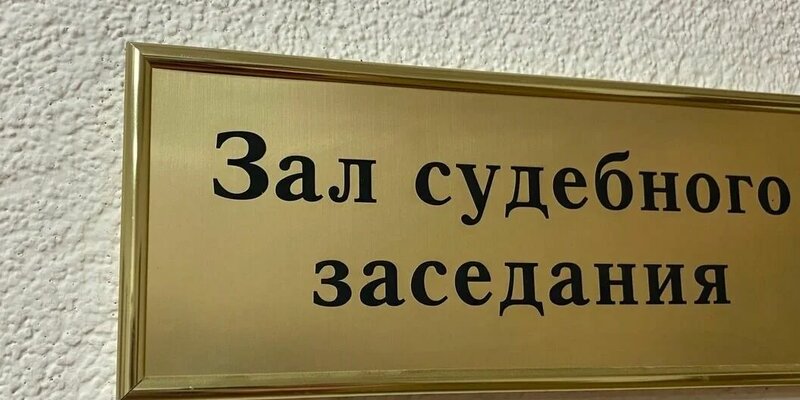 Зал судебного
заседания